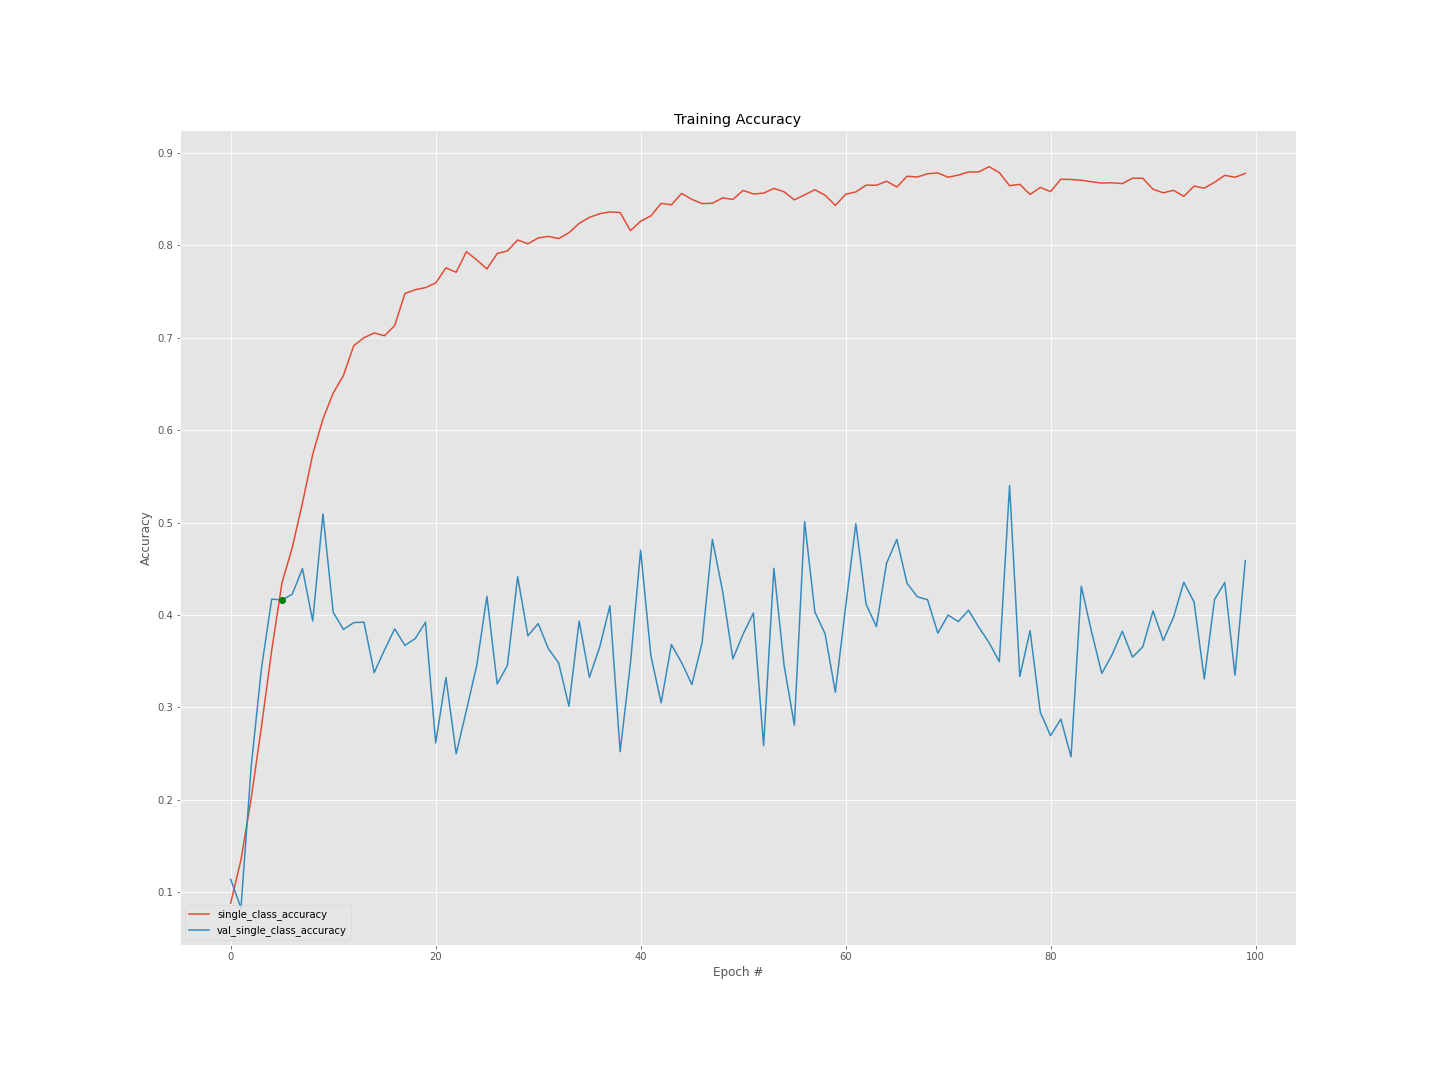 Training Accuracy
Accuracy
0.9
0.8
0.7
0.6
0.5
0.4
0.3
0.2
0.1
single_class_accuracy
val_single_class_accuracy
0 20 40 60 80 100
Epoch #